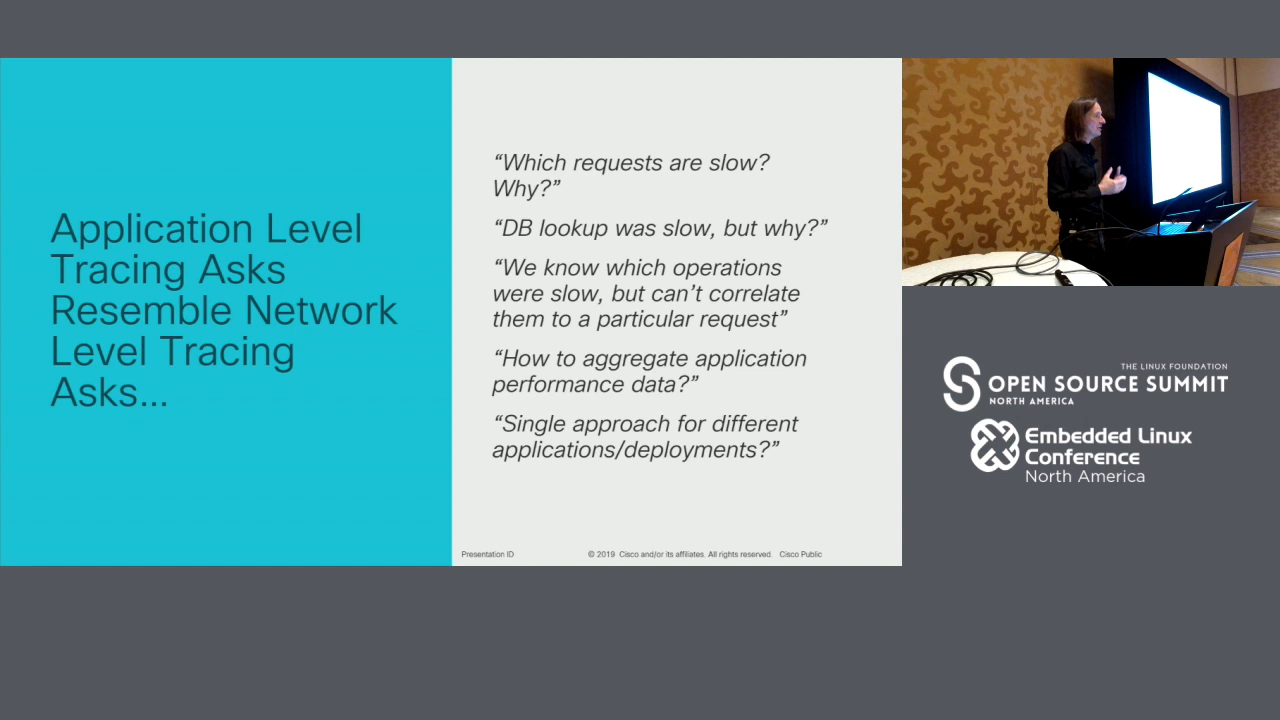 Application Level
Tracing Asks
Resemble Network
Level Tracing
Asks...
“Which requests are slow?
Why?”
“DB lookup was slow, but why?”
“We know which operations
were slow, but can’t correlate
them to a particular request”
“How to aggregate application
performance data?”
“Single approach for different
applications/deployments?”
Presentation ID
© 2019 Cisco and/or its affiliates. All rights reserved. Cisco Public
THE LINUX FOUNDATION
OPEN SOURCE SUMMIT
NORTH AMERICA
Embedded Linux
Conference
North America